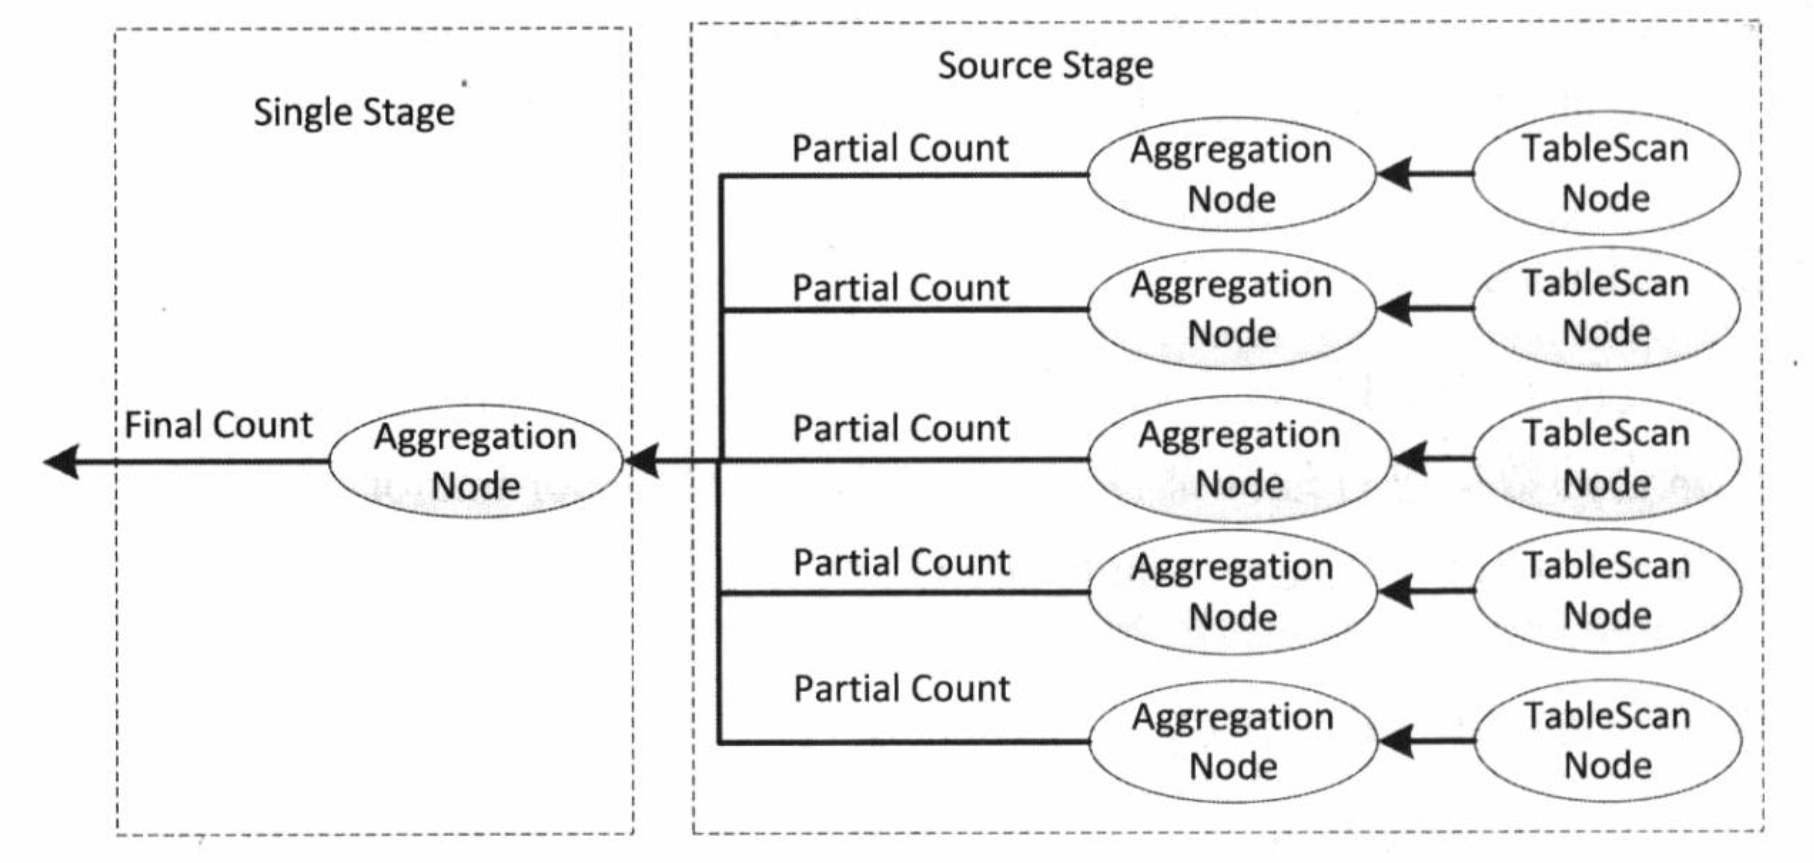 Single Stage
Final Count
Aggregation
Node
Source Stage
Partial Count
Aggregation
Node
TableScan
Node
Partial Count
Aggregation
Node
TableScan
Node
Partial Count
Aggregation
Node
TableScan
Node
Partial Count
Aggregation
Node
TableScan
Node
Partial Count
Aggregation
Node
TableScan
Node